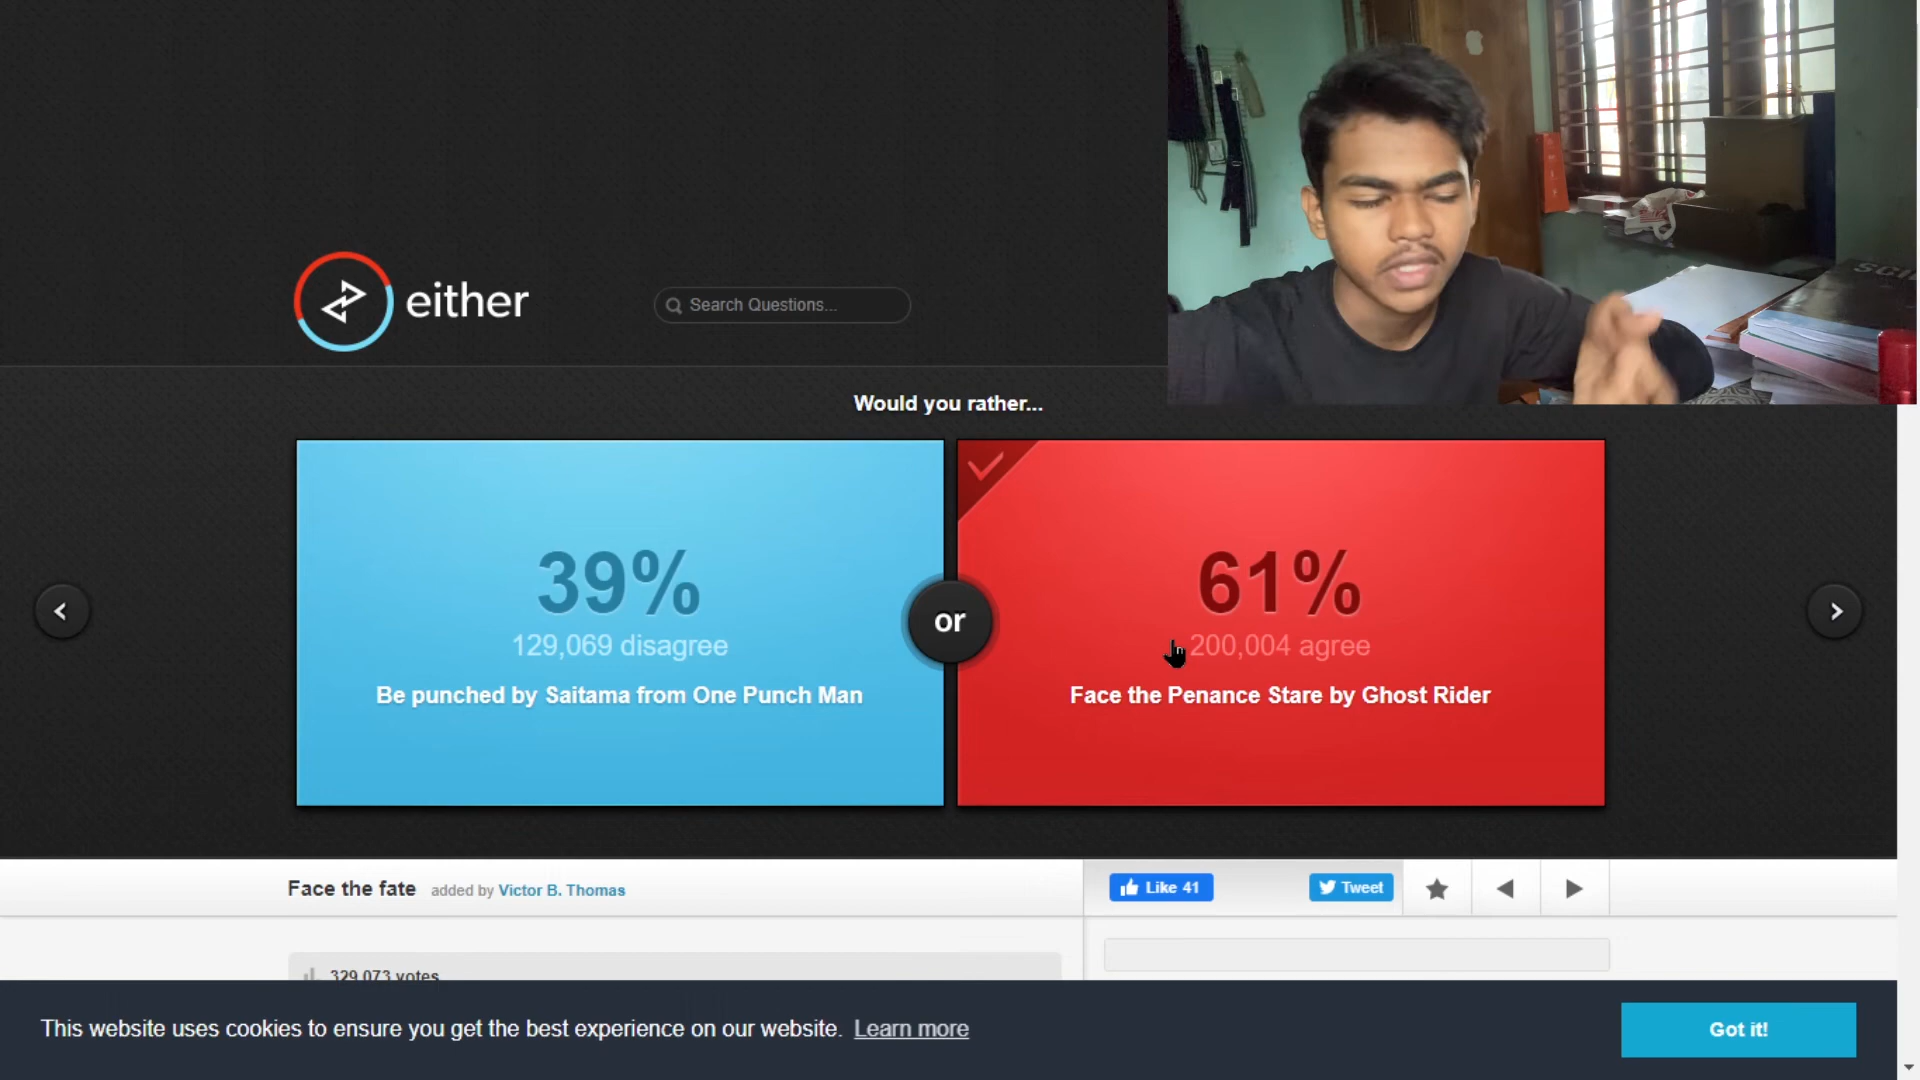 either
Search Questions...
Would you rather...
39%
129,069 disagree
Be punched by Saitama from One Punch Man
or
61%
200,004 agree
Face the Penance Stare by Ghost Rider
Face the fate added by Victor B. Thomas
Like 41
Tweet
329,073 votes
This website uses cookies to ensure you get the best experience on our website. Learn more
Got it!